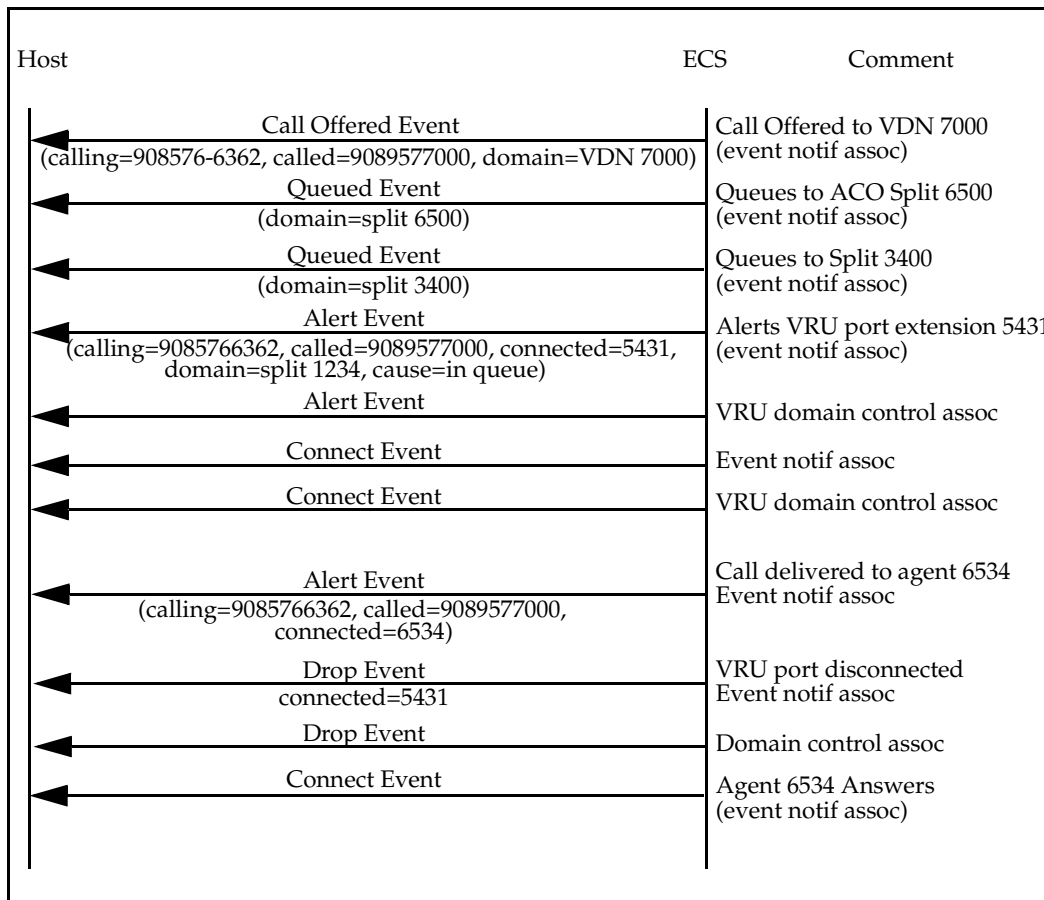 Host ECS Comment
Call Offered Event
(calling=908576-6362, called=9089577000, domain=VDN 7000)
Call Offered to VDN 7000
(event notif assoc)
Queued Event
(domain=split 6500)
Queues to ACO Split 6500
(event notif assoc)
Queued Event
(domain=split 3400)
Queues to Split 3400
(event notif assoc)
Alert Event
(calling=9085766362, called=9089577000, connected=5431,
domain=split 1234, cause=in queue)
Alerts VRU port extension 5431
(event notif assoc)
Alert Event
VRU domain control assoc
Connect Event
Event notif assoc
Connect Event
VRU domain control assoc
Alert Event
(calling=9085766362, called=9089577000,
connected=6534)
Call delivered to agent 6534
Event notif assoc
Drop Event
connected=5431
VRU port disconnected
Event notif assoc
Drop Event
Domain control assoc
Connect Event
Agent 6534 Answers
(event notif assoc)